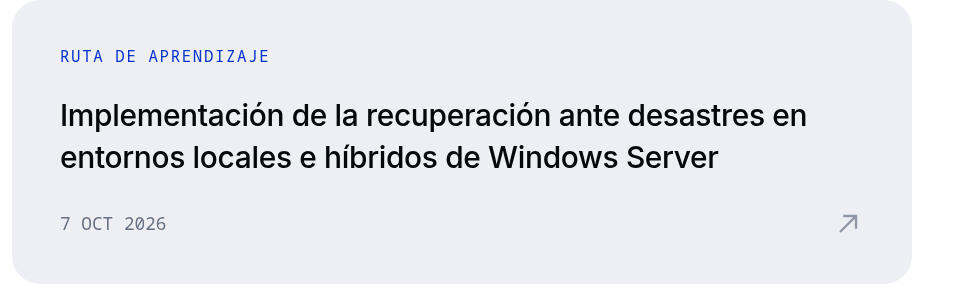 RUTA DE APRENDIZAJE
Implementación de la recuperación ante desastres en
entornos locales e híbridos de Windows Server
7 OCT 2026